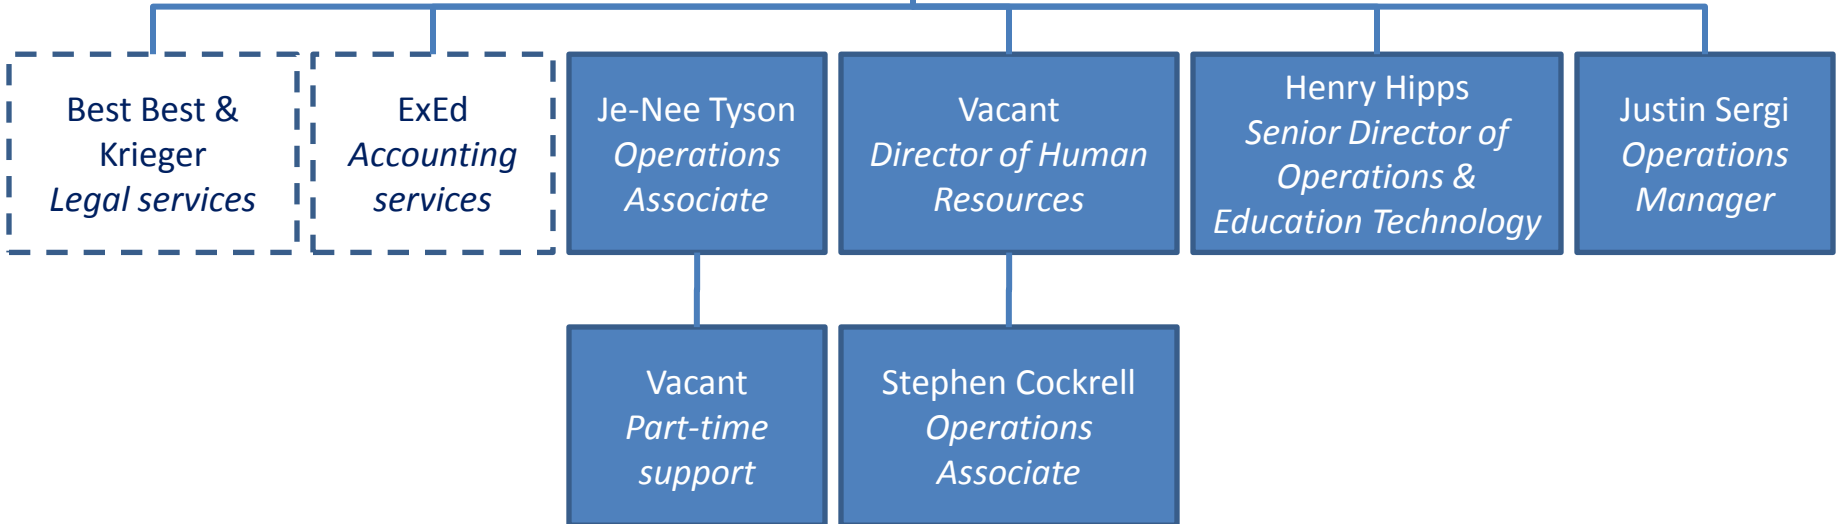 Best Best &
Krieger
Legal services
ExEd
Accounting
services
Je-Nee Tyson
Operations
Associate
Vacant
Director of Human
Resources
Henry Hipps
Senior Director of
Operations &
Education Technology
Justin Sergi
Operations
Manager
Vacant
Part-time
support
Stephen Cockrell
Operations
Associate